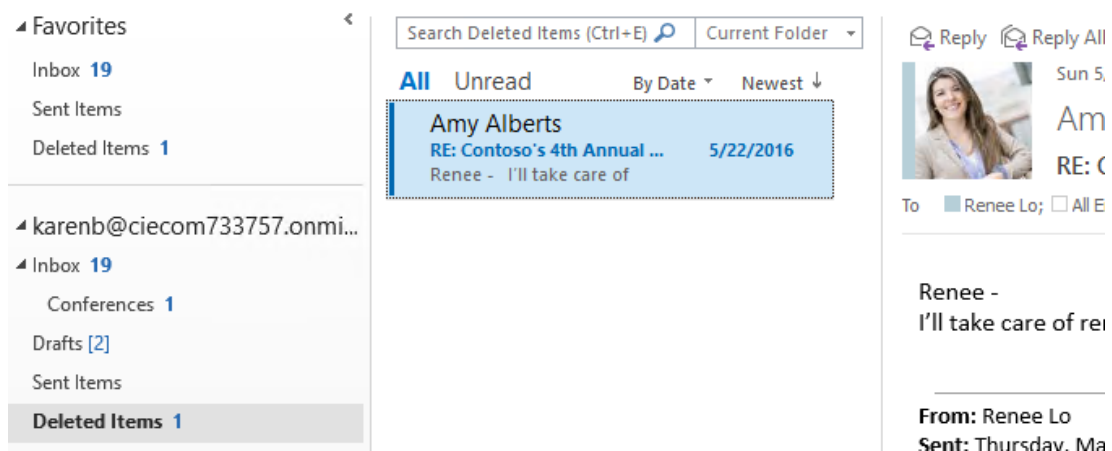 Favorites
Inbox 19
Sent Items
Deleted Items 1
karenb@ciecom733757.onmi...
Inbox 19
Conferences 1
Drafts [2]
Sent Items
Deleted Items 1
Search Deleted Items (Ctrl+E) Current Folder
All Unread By Date Newest ↓
Amy Alberts
RE: Contoso's 4th Annual ... 5/22/2016
Renee - I'll take care of
Reply Reply All
Sun 5/
Am
RE: C
To Renee Lo; All E
Renee -
I'll take care of re
From: Renee Lo
Sent: Thursday, Ma